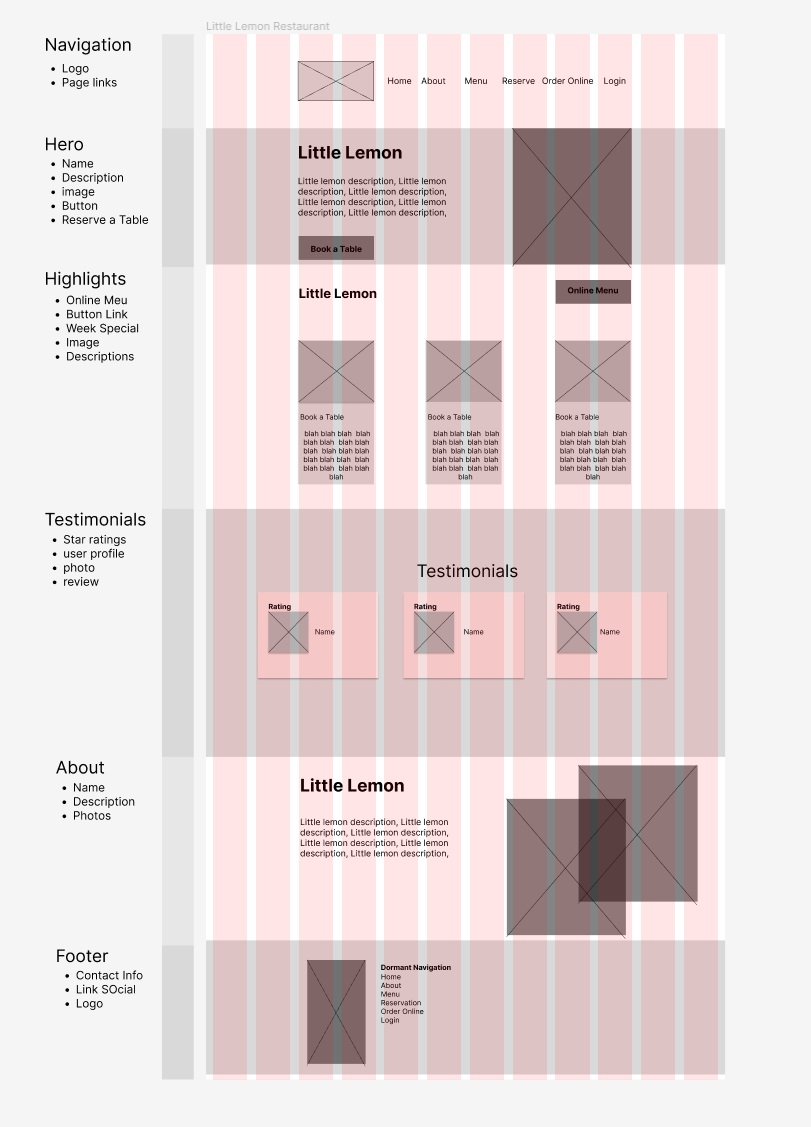 Little Lemon Restaurant
Navigation
• Logo
• Page links
Home About Menu Reserve Order Online Login
Hero
• Name
• Description
• image
• Button
• Reserve a Table
Little Lemon
Little lemon description, Little lemon
description, Little lemon description,
Little lemon description, Little lemon
description, Little lemon description,
Book a Table
Highlights
• Online Meu
• Button Link
• Week Special
• Image
• Descriptions
Little Lemon
Online Menu
Book a Table
blah blah blah blah
blah blah blah blah
blah blah blah blah
blah blah blah blah
blah blah blah blah
blah
Book a Table
blah blah blah blah
blah blah blah blah
blah blah blah blah
blah blah blah blah
blah blah blah blah
blah
Book a Table
blah blah blah blah
blah blah blah blah
blah blah blah blah
blah blah blah blah
blah blah blah blah
blah
Testimonials
• Star ratings
• user profile
• photo
• review
Testimonials
Rating
Name
Rating
Name
Rating
Name
About
• Name
• Description
• Photos
Little Lemon
Little lemon description, Little lemon
description, Little lemon description,
Little lemon description, Little lemon
description, Little lemon description,
Footer
• Contact Info
• Link SOcial
• Logo
Dormant Navigation
Home
About
Menu
Reservation
Order Online
Login